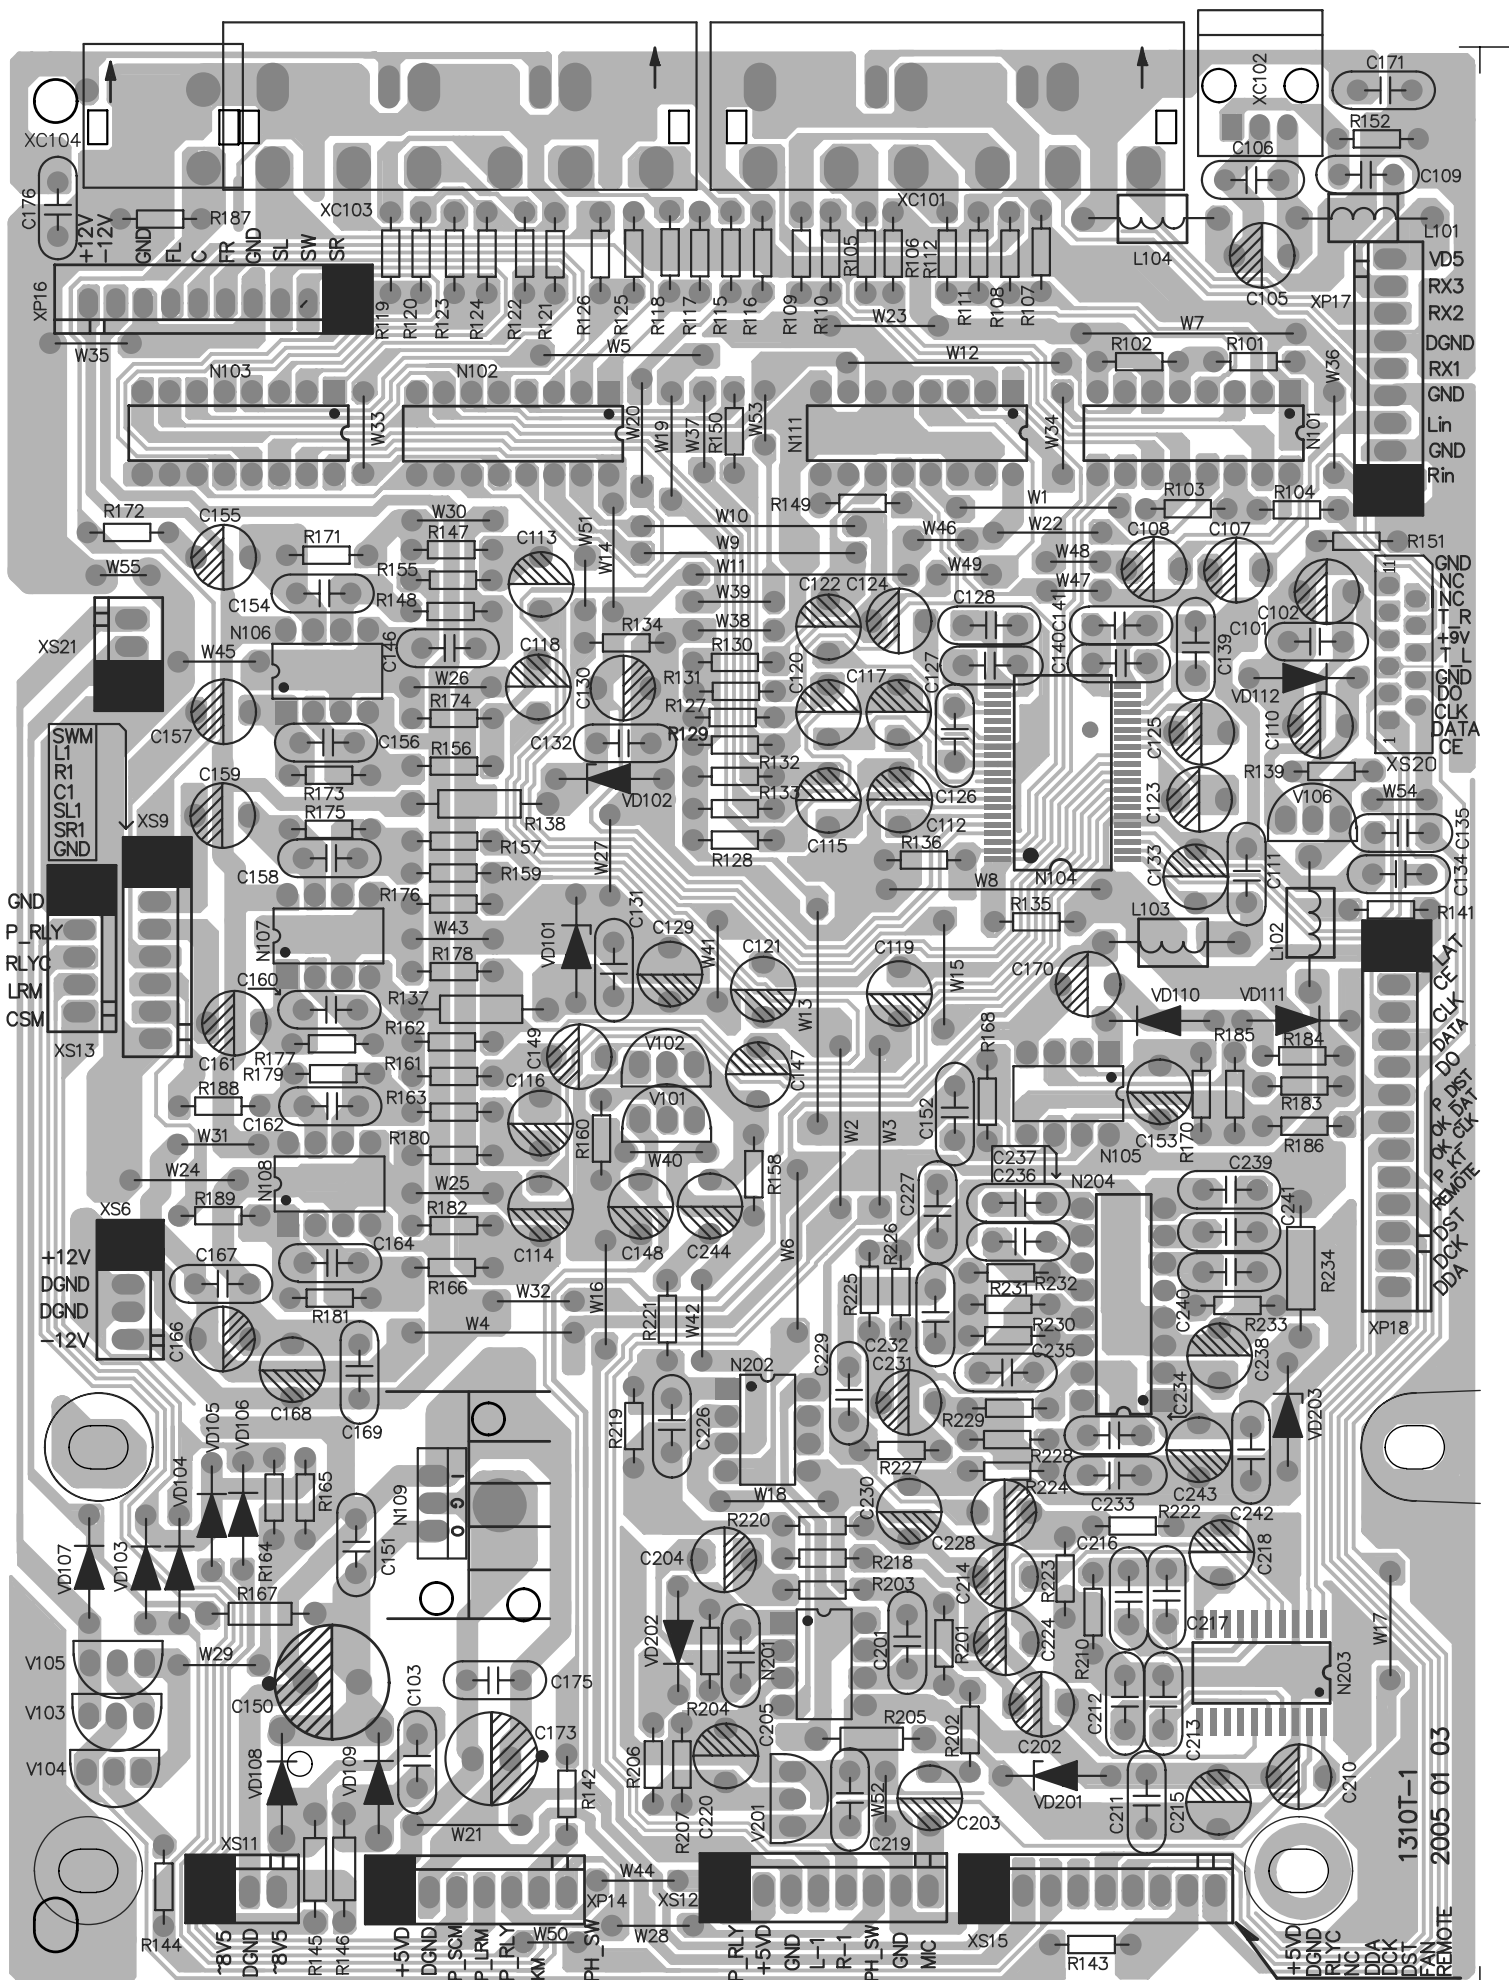 C171
XC102
R152
XC104
C106
C109
C176
+12V
-12V
R187
XC103
XC101
L101
GND
FL
C
FR
GND
SL
SW
SR
R105
R106
R112
L104
VD5
XP16
C105
XP17
RX3
RX2
R119
R120
R123
R124
R122
R121
R126
R125
R118
R117
R115
R116
R109
R110
W23
R111
R108
R107
W7
DGND
W35
W5
W12
R102
R101
W36
RX1
N103
N102
GND
Lin
GND
Rin
W33
W20
W19
W37
R150
W53
N111
W34
N101
R172
C155
R171
W30
R147
C113
W51
W14
W10
W9
R149
W1
W46
W22
R103
R104
C108
C107
R151
W55
R155
W11
W49
W48
W47
11
GND
NC
NC
T_R
+9V
T_L
GND
DO
CLK
DATA
CE
C154
R148
W39
C122
C124
C128
C141
C140
C139
C102
C101
XS21
N106
C146
C118
R134
W38
R130
C120
C127
W45
W26
C130
R131
C117
VD112
R174
R127
C157
C156
C132
R129
C125
C110
1
XS20
SWM
L1
R1
C1
SL1
SR1
GND
R156
R132
R139
C159
R173
VD102
R133
C126
C123
V106
W54
XS9
R175
R138
C115
C112
C135
R157
R128
R136
C133
C111
C134
C158
R159
W27
N104
W8
GND
P_RLY
RLYC
LRM
CSM
R176
C131
R135
L103
R141
N107
W43
VD101
C129
W41
C121
C119
W15
L102
LAT
CE
CLK
DATA
DO
P DST
OK DAT
OK CLK
P KT
REMOTE
DST
DCK
DDA
R178
C160
C170
R137
W13
VD110
VD111
XS13
C161
R162
C149
V102
R168
R185
R184
R177
R179
R161
C116
C147
R188
R163
V101
C152
R183
C162
R160
W2
W3
C153
R170
R186
W31
R180
W40
R158
C237
N105
W24
N108
W25
C236
N204
C239
XS6
R189
R182
C227
C241
C164
C114
C148
C244
W6
R226
+12V
DGND
DGND
-12V
C167
R166
R225
R231
R232
R234
R181
W32
W16
R221
W42
R230
C240
R233
C166
W4
C229
C232
C235
C238
XP18
N202
C231
C168
C169
C234
VD105
VD106
R219
C226
R229
VD203
VD104
R165
N109
I
G
O
R227
R228
R224
W18
C230
C233
C243
C242
R220
C228
R222
VD107
VD103
R164
C151
C204
R218
C214
R223
C216
C218
R167
R203
W17
VD202
N201
C201
R201
C224
R210
C217
V105
W29
C150
C103
C175
N203
V103
R204
C205
R205
R202
C212
C213
V104
VD108
VD109
C173
R206
C202
R142
R207
C220
V201
W52
VD201
C211
C215
C210
W21
C219
C203
XS11
1310T-1
2005 01 03
W44
XP14
XS12
R144
R145
R146
W50
W28
XS15
R143
~8V5
DGND
~8V5
+5VD
DGND
P_SCM
P_LRM
P_RLY
KM
PH_SW
P_RLY
+5VD
GND
L-1
R-1
PH_SW
GND
MIC
+5VD
DGND
RLYC
NC
DDA
DCK
DST
FAN
REMOTE